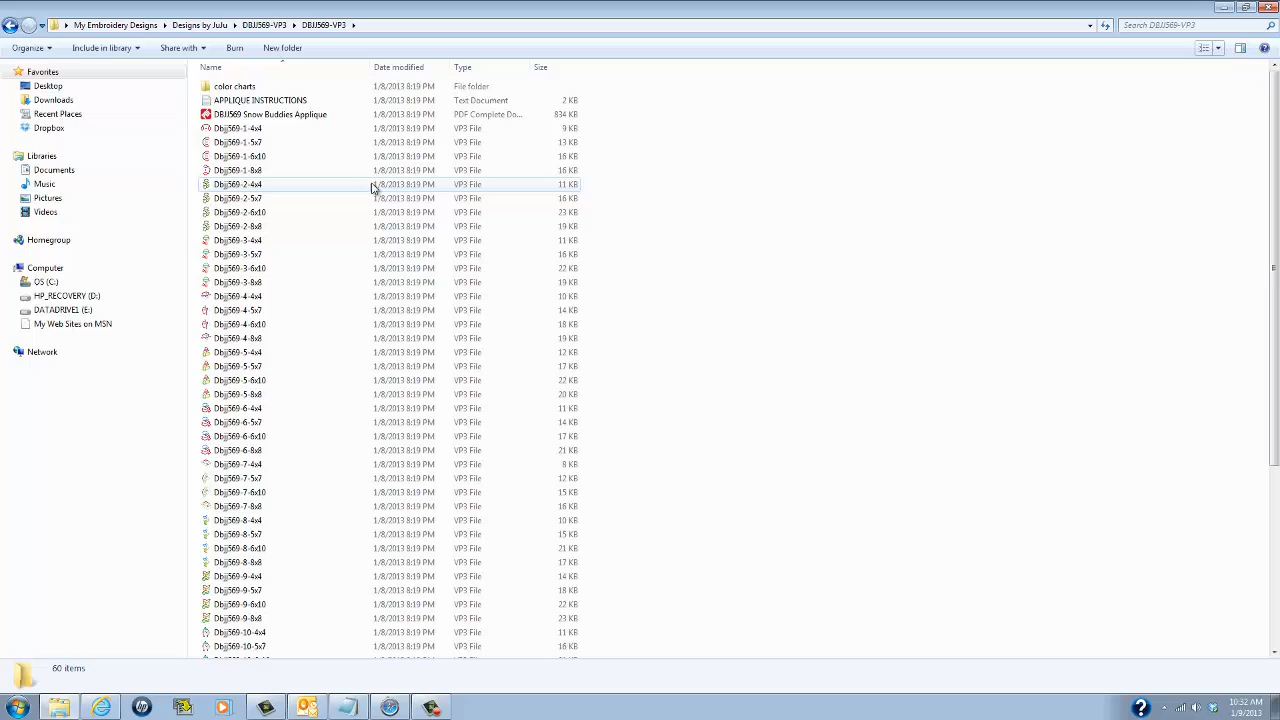 My Embroidery Designs Designs by JuJu DBJJ569-VP3 DBJJ569-VP3 Search DBJJ569-VP3
Organize Include in library Share with Burn New folder
Favorites
Desktop
Downloads
Recent Places
Dropbox
Libraries
Documents
Music
Pictures
Videos
Homegroup
Computer
OS (C:)
HP_RECOVERY (D:)
DATADRIVE1 (E:)
My Web Sites on MSN
Network
Name Date modified Type Size
color charts 1/8/2013 8:19 PM File folder
APPLIQUE INSTRUCTIONS 1/8/2013 8:19 PM Text Document 2 KB
DBJJ569 Snow Buddies Applique 1/8/2013 8:19 PM PDF Complete Do... 834 KB
Dbjj569-1-4x4 1/8/2013 8:19 PM VP3 File 9 KB
Dbjj569-1-5x7 1/8/2013 8:19 PM VP3 File 13 KB
Dbjj569-1-6x10 1/8/2013 8:19 PM VP3 File 16 KB
Dbjj569-1-8x8 1/8/2013 8:19 PM VP3 File 16 KB
Dbjj569-2-4x4 1/8/2013 8:19 PM VP3 File 11 KB
Dbjj569-2-5x7 1/8/2013 8:19 PM VP3 File 16 KB
Dbjj569-2-6x10 1/8/2013 8:19 PM VP3 File 23 KB
Dbjj569-2-8x8 1/8/2013 8:19 PM VP3 File 19 KB
Dbjj569-3-4x4 1/8/2013 8:19 PM VP3 File 11 KB
Dbjj569-3-5x7 1/8/2013 8:19 PM VP3 File 16 KB
Dbjj569-3-6x10 1/8/2013 8:19 PM VP3 File 22 KB
Dbjj569-3-8x8 1/8/2013 8:19 PM VP3 File 18 KB
Dbjj569-4-4x4 1/8/2013 8:19 PM VP3 File 10 KB
Dbjj569-4-5x7 1/8/2013 8:19 PM VP3 File 14 KB
Dbjj569-4-6x10 1/8/2013 8:19 PM VP3 File 18 KB
Dbjj569-4-8x8 1/8/2013 8:19 PM VP3 File 18 KB
Dbjj569-5-4x4 1/8/2013 8:19 PM VP3 File 12 KB
Dbjj569-5-5x7 1/8/2013 8:19 PM VP3 File 17 KB
Dbjj569-5-6x10 1/8/2013 8:19 PM VP3 File 22 KB
Dbjj569-5-8x8 1/8/2013 8:19 PM VP3 File 20 KB
Dbjj569-6-4x4 1/8/2013 8:19 PM VP3 File 11 KB
Dbjj569-6-5x7 1/8/2013 8:19 PM VP3 File 14 KB
Dbjj569-6-6x10 1/8/2013 8:19 PM VP3 File 17 KB
Dbjj569-6-8x8 1/8/2013 8:19 PM VP3 File 21 KB
Dbjj569-7-4x4 1/8/2013 8:19 PM VP3 File 8 KB
Dbjj569-7-5x7 1/8/2013 8:19 PM VP3 File 12 KB
Dbjj569-7-6x10 1/8/2013 8:19 PM VP3 File 15 KB
Dbjj569-7-8x8 1/8/2013 8:19 PM VP3 File 16 KB
Dbjj569-8-4x4 1/8/2013 8:19 PM VP3 File 10 KB
Dbjj569-8-5x7 1/8/2013 8:19 PM VP3 File 14 KB
Dbjj569-8-6x10 1/8/2013 8:19 PM VP3 File 21 KB
Dbjj569-8-8x8 1/8/2013 8:19 PM VP3 File 18 KB
Dbjj569-9-4x4 1/8/2013 8:19 PM VP3 File 11 KB
Dbjj569-9-5x7 1/8/2013 8:19 PM VP3 File 18 KB
Dbjj569-9-6x10 1/8/2013 8:19 PM VP3 File 22 KB
Dbjj569-9-8x8 1/8/2013 8:19 PM VP3 File 23 KB
Dbjj569-10-4x4 1/8/2013 8:19 PM VP3 File 11 KB
Dbjj569-10-5x7 1/8/2013 8:19 PM VP3 File 16 KB
60 items
10:32 AM
1/9/2013